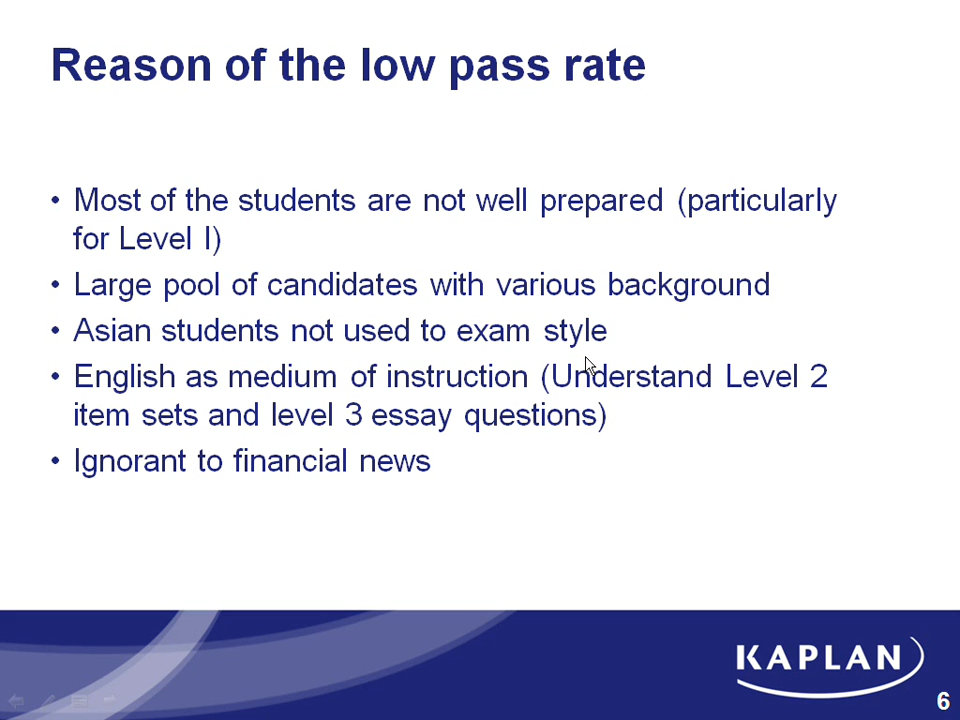 Reason of the low pass rate
• Most of the students are not well prepared (particularly
for Level I)
• Large pool of candidates with various background
• Asian students not used to exam style
• English as medium of instruction (Understand Level 2
item sets and level 3 essay questions)
• Ignorant to financial news
KAPLAN
6